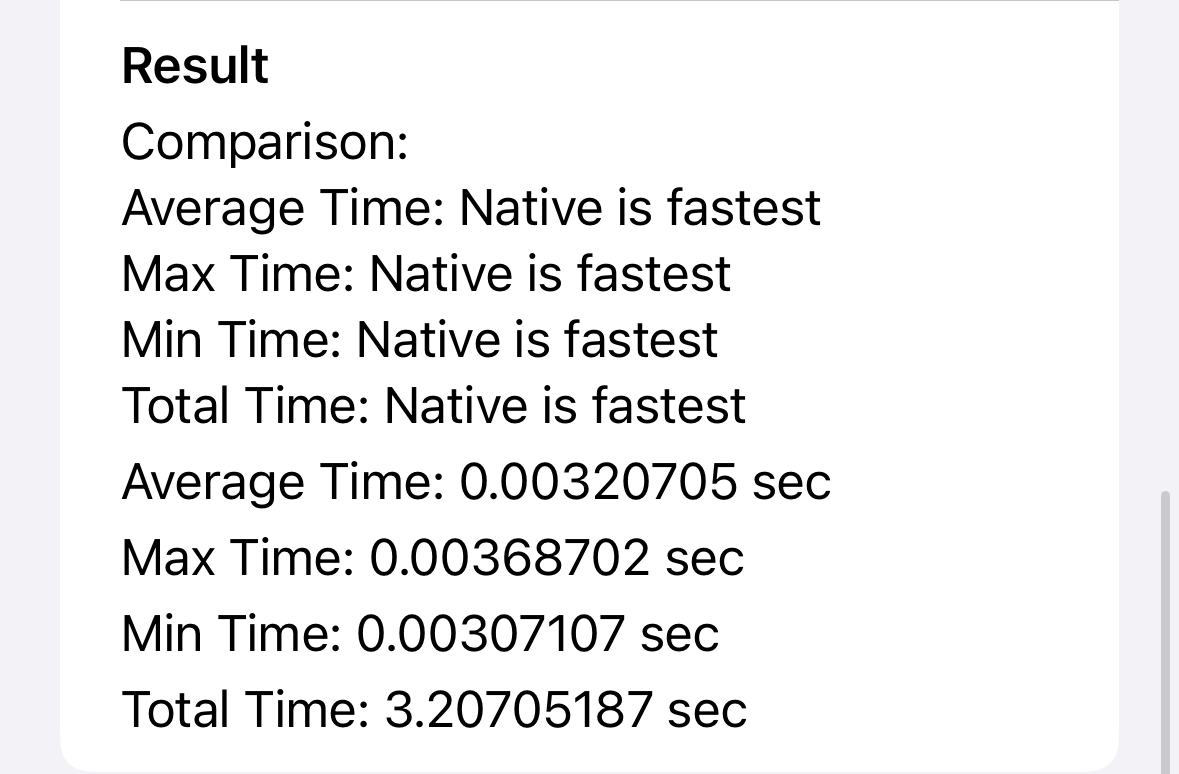 Result
Comparison:
Average Time: Native is fastest
Max Time: Native is fastest
Min Time: Native is fastest
Total Time: Native is fastest
Average Time: 0.00320705 sec
Max Time: 0.00368702 sec
Min Time: 0.00307107 sec
Total Time: 3.20705187 sec